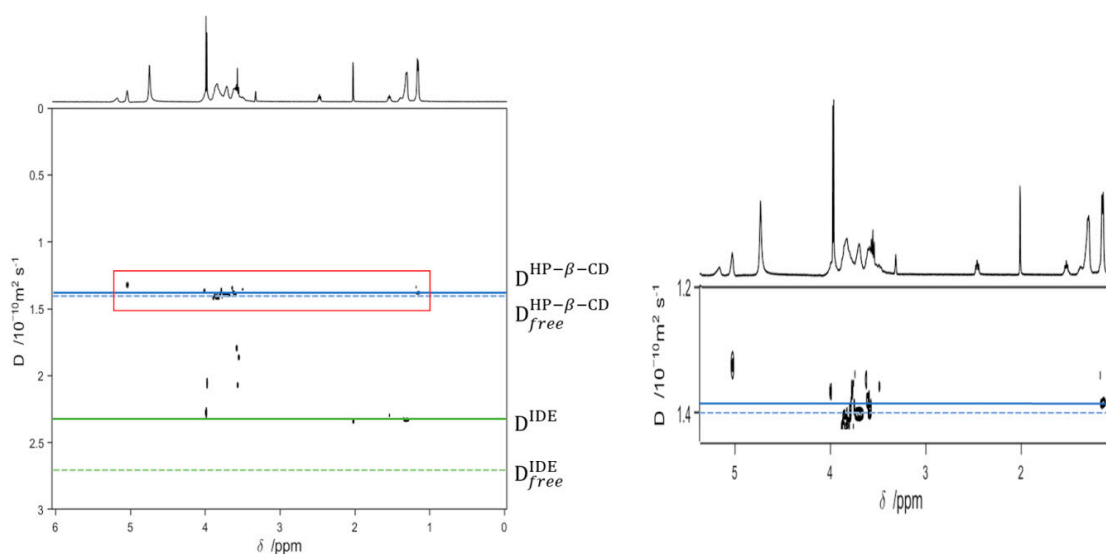 0
0.5
1
1.5
2
2.5
3
D /10⁻¹⁰m² s⁻¹
6 5 4 3 2 1 0
δ /ppm
D^HP−β−CD
D_free^HP−β−CD
D^IDE
D_free^IDE
1.2
1.4
D /10⁻¹⁰m² s⁻¹
5 4 3 2
δ /ppm